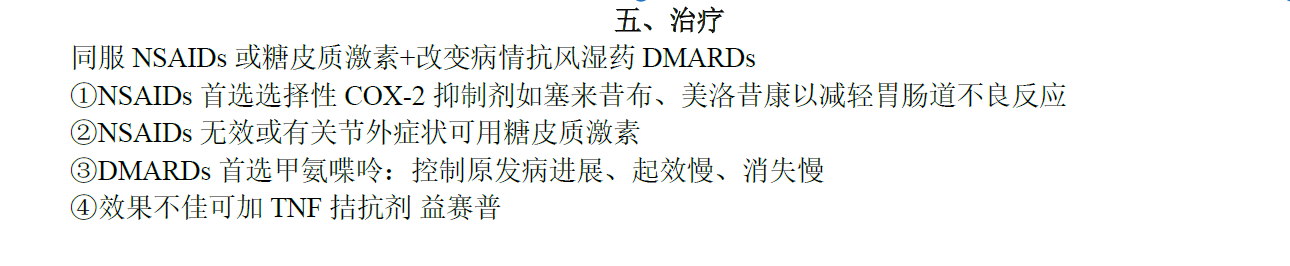 五、治疗
同服 NSAIDs 或糖皮质激素+改变病情抗风湿药 DMARDs
①NSAIDs 首选选择性 COX-2 抑制剂如塞来昔布、美洛昔康以减轻胃肠道不良反应
②NSAIDs 无效或有关节外症状可用糖皮质激素
③DMARDs 首选甲氨喋呤：控制原发病进展、起效慢、消失慢
④效果不佳可加 TNF 拮抗剂 益赛普